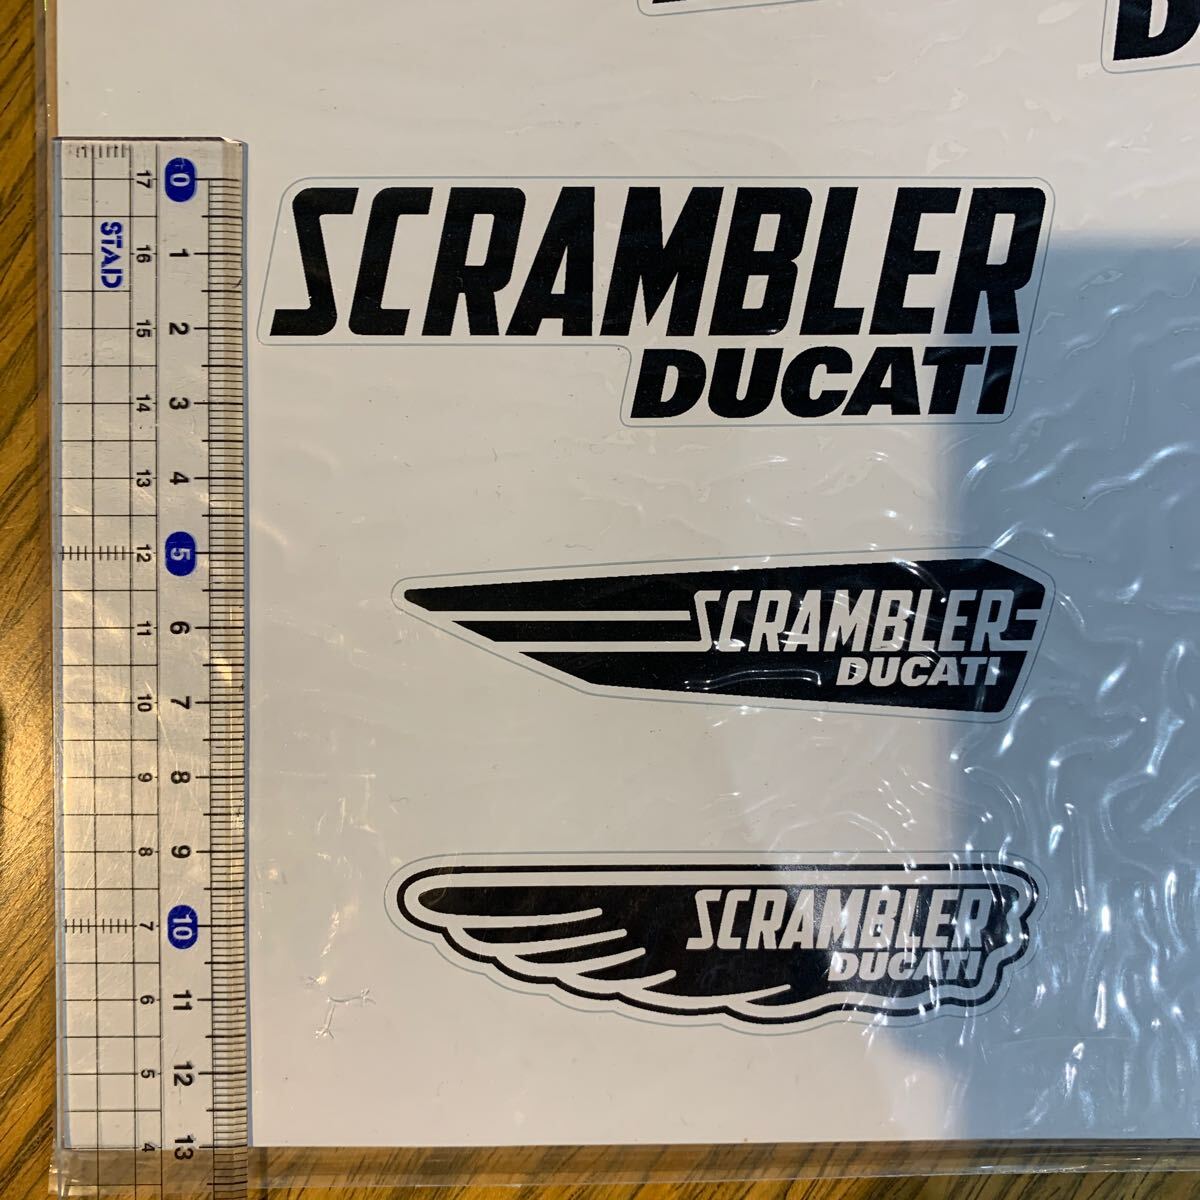 D
SCRAMBLER
DUCATI
SCRAMBLER
DUCATI
SCRAMBLER
DUCATI
STAD
17 0
16 1
15 2
14 3
13 4
12 5
11 6
10 7
9 8
8 9
7 10
6 11
5 12
4 13